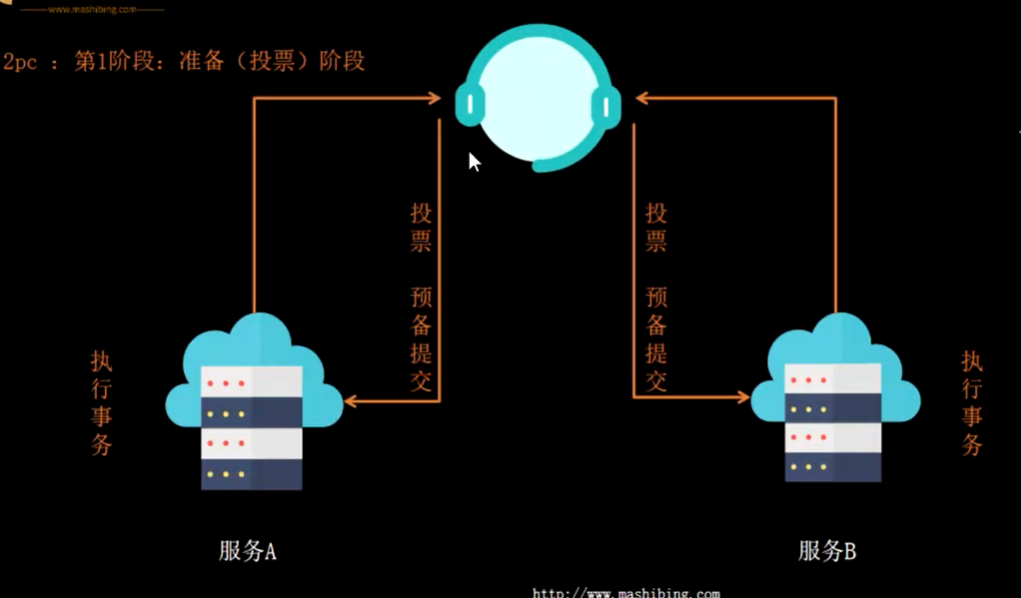 www.mashibing.com
2pc ：第1阶段：准备（投票）阶段
投票 预备提交
投票 预备提交
执行事务
执行事务
服务A
服务B
http://www.mashibing.com